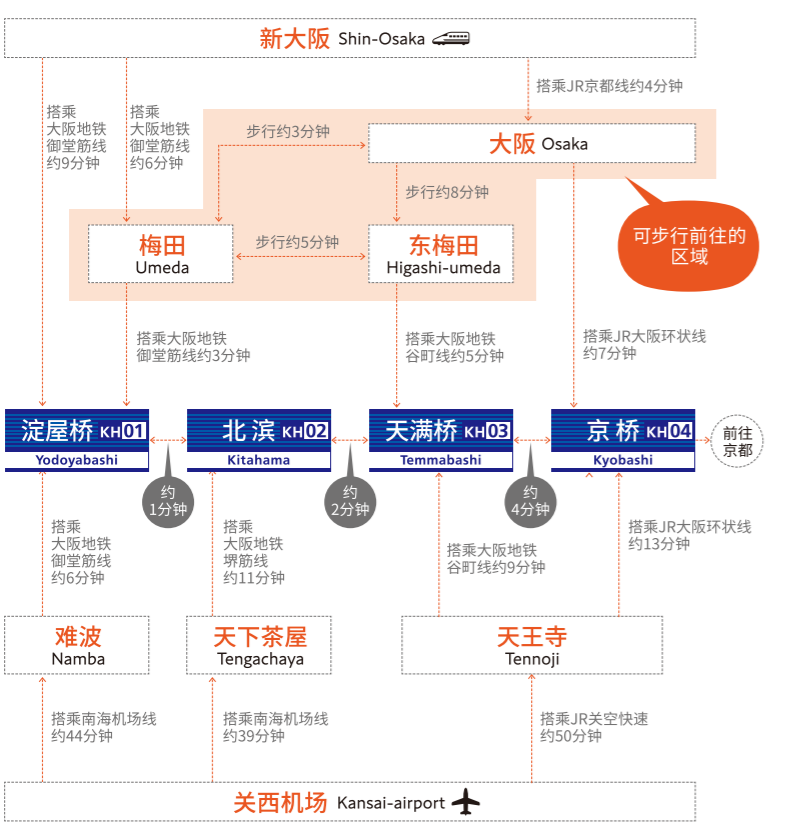 新大阪 Shin-Osaka
搭乘
大阪地铁
御堂筋线
约9分钟
搭乘
大阪地铁
御堂筋线
约6分钟
搭乘JR京都线约4分钟
步行约3分钟
大阪 Osaka
步行约8分钟
可步行前往的
区域
梅田
Umeda
步行约5分钟
东梅田
Higashi-umeda
搭乘大阪地铁
御堂筋线约3分钟
搭乘大阪地铁
谷町线约5分钟
搭乘JR大阪环状线
约7分钟
淀屋桥 KH01
Yodoyabashi
北滨 KH02
Kitahama
天满桥 KH03
Temmabashi
京桥 KH04
Kyobashi
前往
京都
约
1分钟
约
2分钟
约
4分钟
搭乘
大阪地铁
御堂筋线
约6分钟
搭乘
大阪地铁
堺筋线
约11分钟
搭乘大阪地铁
谷町线约9分钟
搭乘JR大阪环状线
约13分钟
难波
Namba
天下茶屋
Tengachaya
天王寺
Tennoji
搭乘南海机场线
约44分钟
搭乘南海机场线
约39分钟
搭乘JR关空快速
约50分钟
关西机场 Kansai-airport